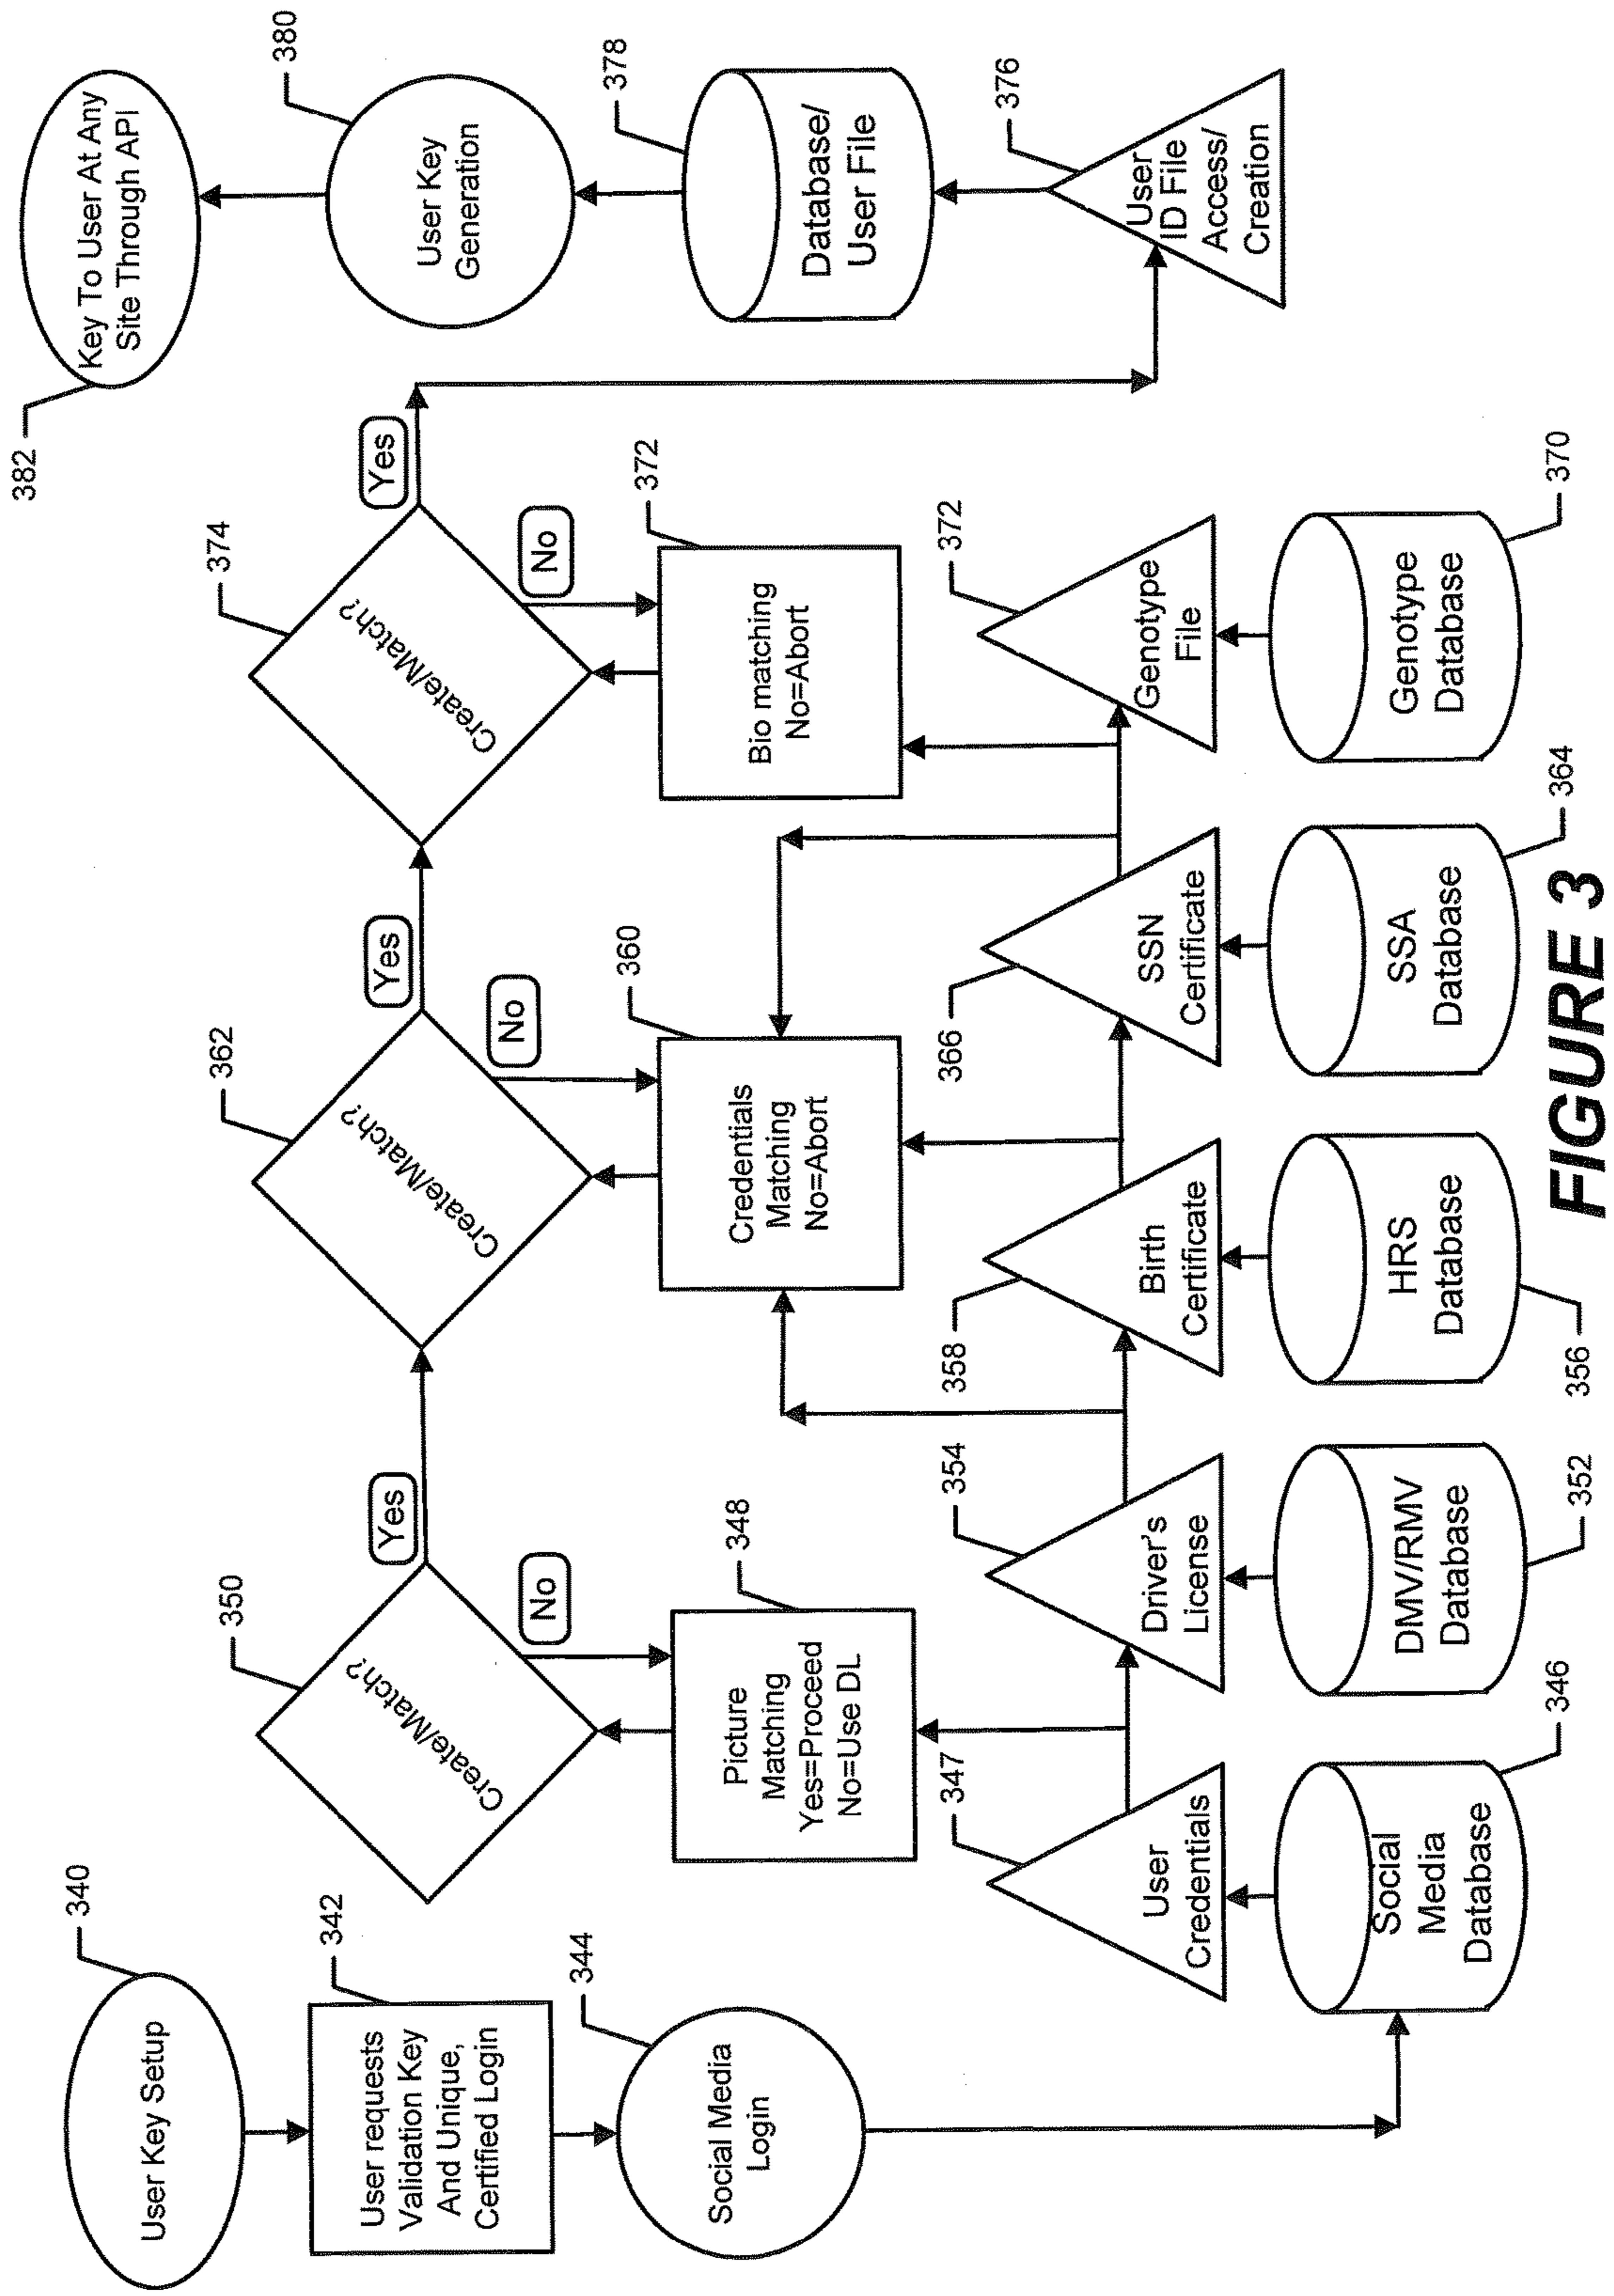 340
User Key Setup
342
User requests
Validation Key
And Unique,
Certified Login
344
Social Media
Login
350
Create/Match?
Yes
No
348
Picture
Matching
Yes=Proceed
No=Use DL
347
User
Credentials
346
Social
Media
Database
354
Driver's
License
352
DMV/RMV
Database
362
Create/Match?
Yes
No
360
Credentials
Matching
No=Abort
358
Birth
Certificate
356
HRS
Database
366
SSN
Certificate
364
SSA
Database
374
Create/Match?
Yes
No
372
Bio matching
No=Abort
372
Genotype
File
370
Genotype
Database
382
Key To User At Any
Site Through API
380
User Key
Generation
378
Database/
User File
376
User
ID File
Access/
Creation
FIGURE 3